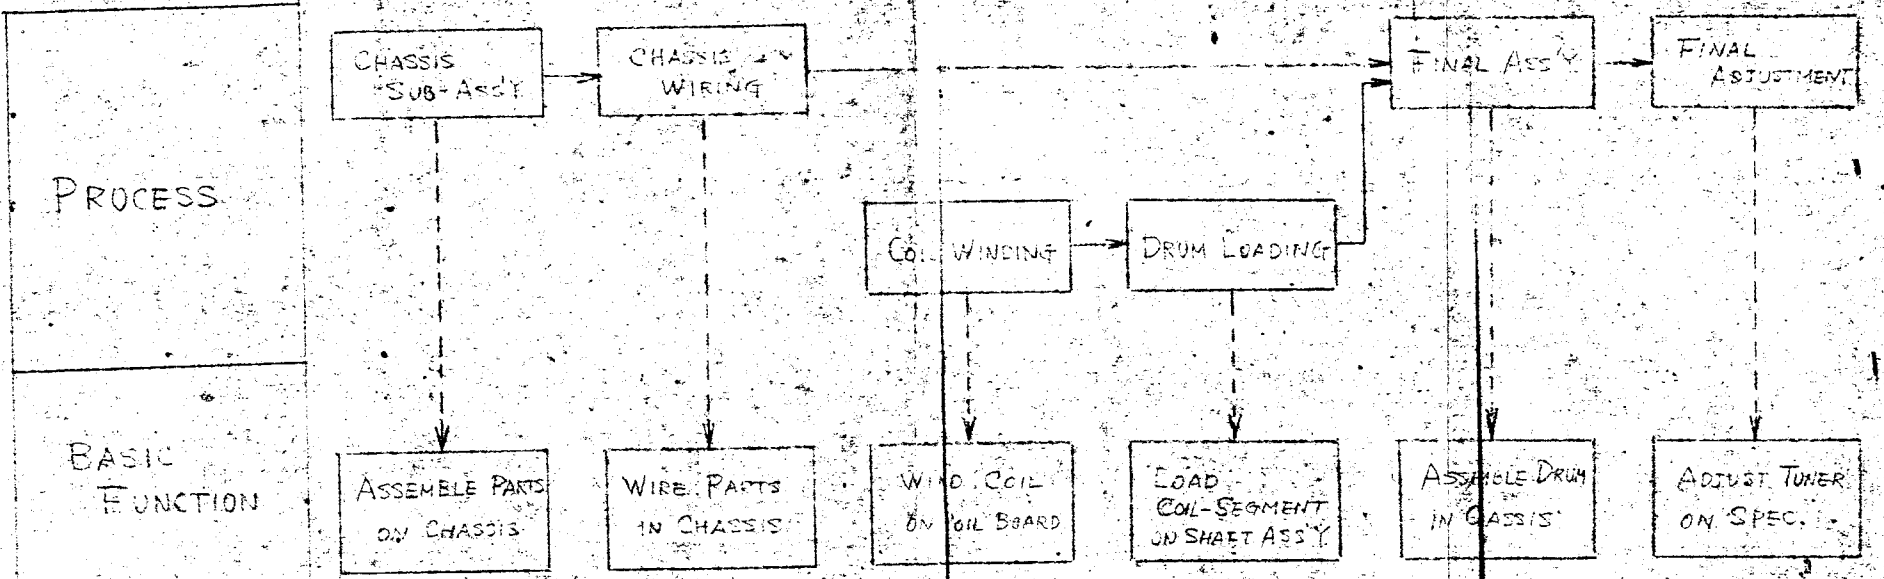 CHASSIS
SUB-ASS'Y
CHASSIS
WIRING
FINAL ASS'Y
FINAL
ADJUSTMENT
PROCESS
COIL WINDING
DRUM LOADING
BASIC
FUNCTION
ASSEMBLE PARTS
ON CHASSIS
WIRE PARTS
IN CHASSIS
WIND COIL
ON COIL BOARD
LOAD
COIL-SEGMENT
ON SHAFT ASS'Y
ASSEMBLE DRUM
IN CASSIS
ADJUST TUNER
ON SPEC.